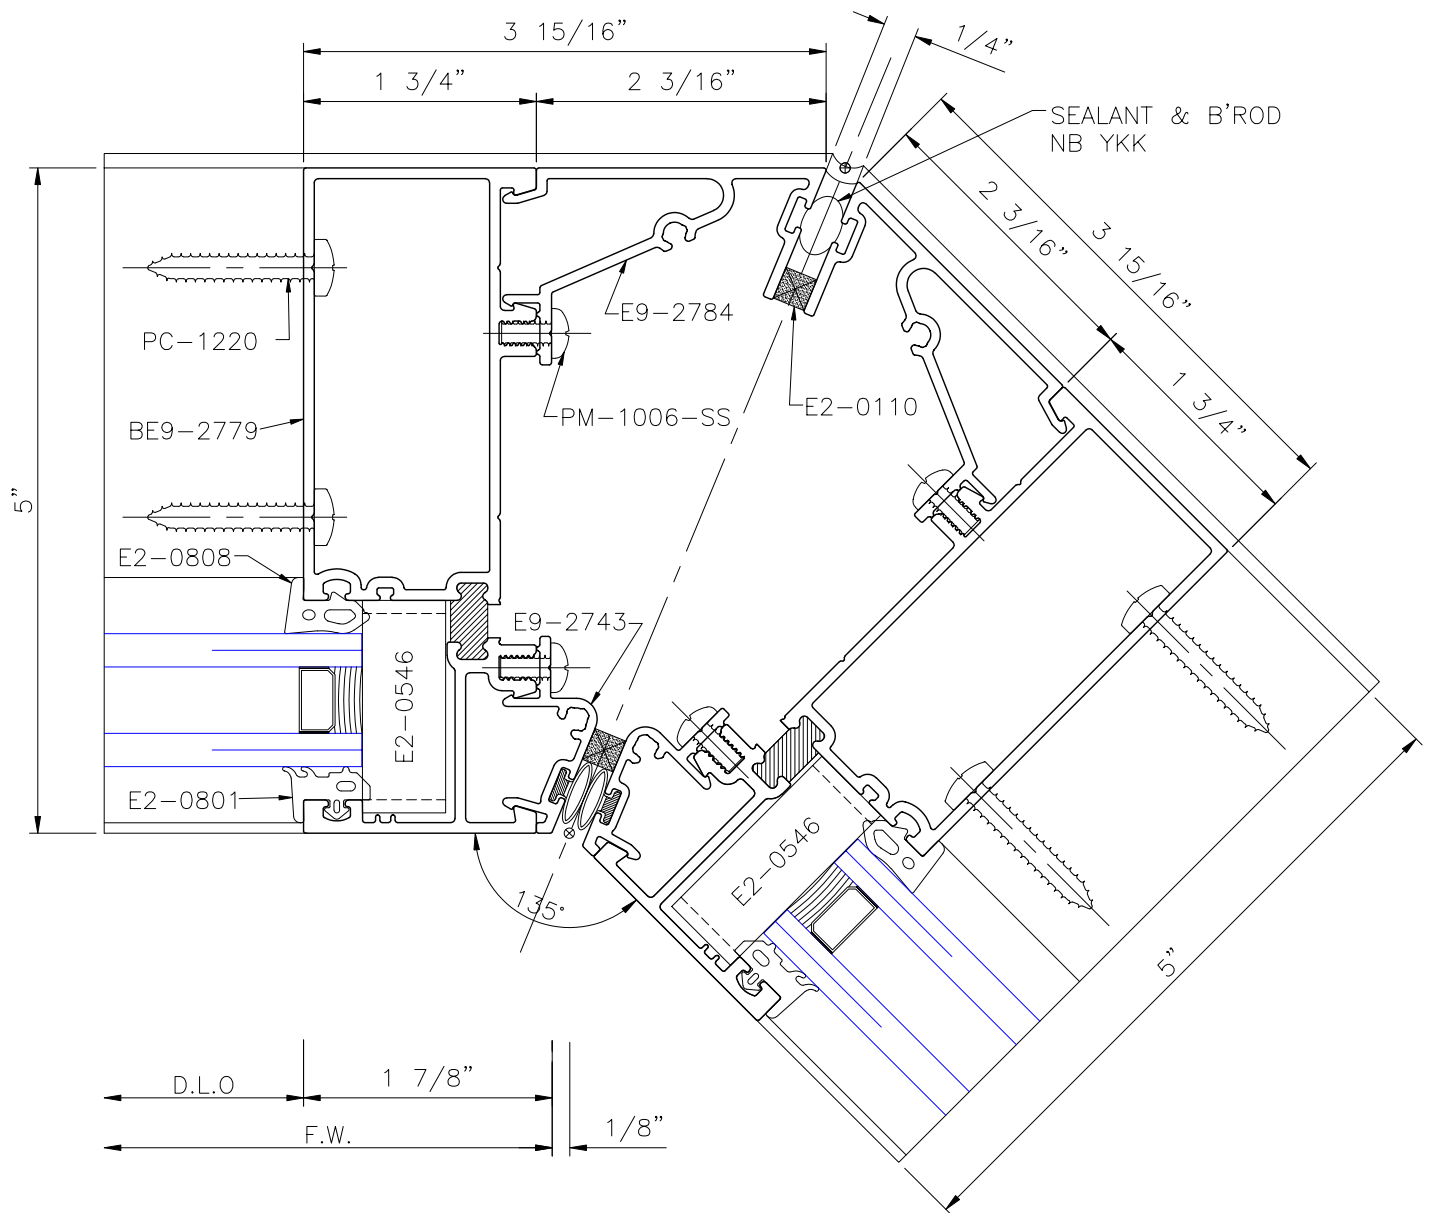 3 15/16”
1/4”
1 3/4”
2 3/16”
SEALANT & B’ROD
NB YKK
2 3/16”
3 15/16”
E9-2784
PC-1220
1 3/4”
E2-0110
PM-1006-SS
BE9-2779
5”
E2-0808
E9-2743
E2-0546
E2-0801
E2-0546
135°
5”
D.L.O
1 7/8”
F.W.
1/8”